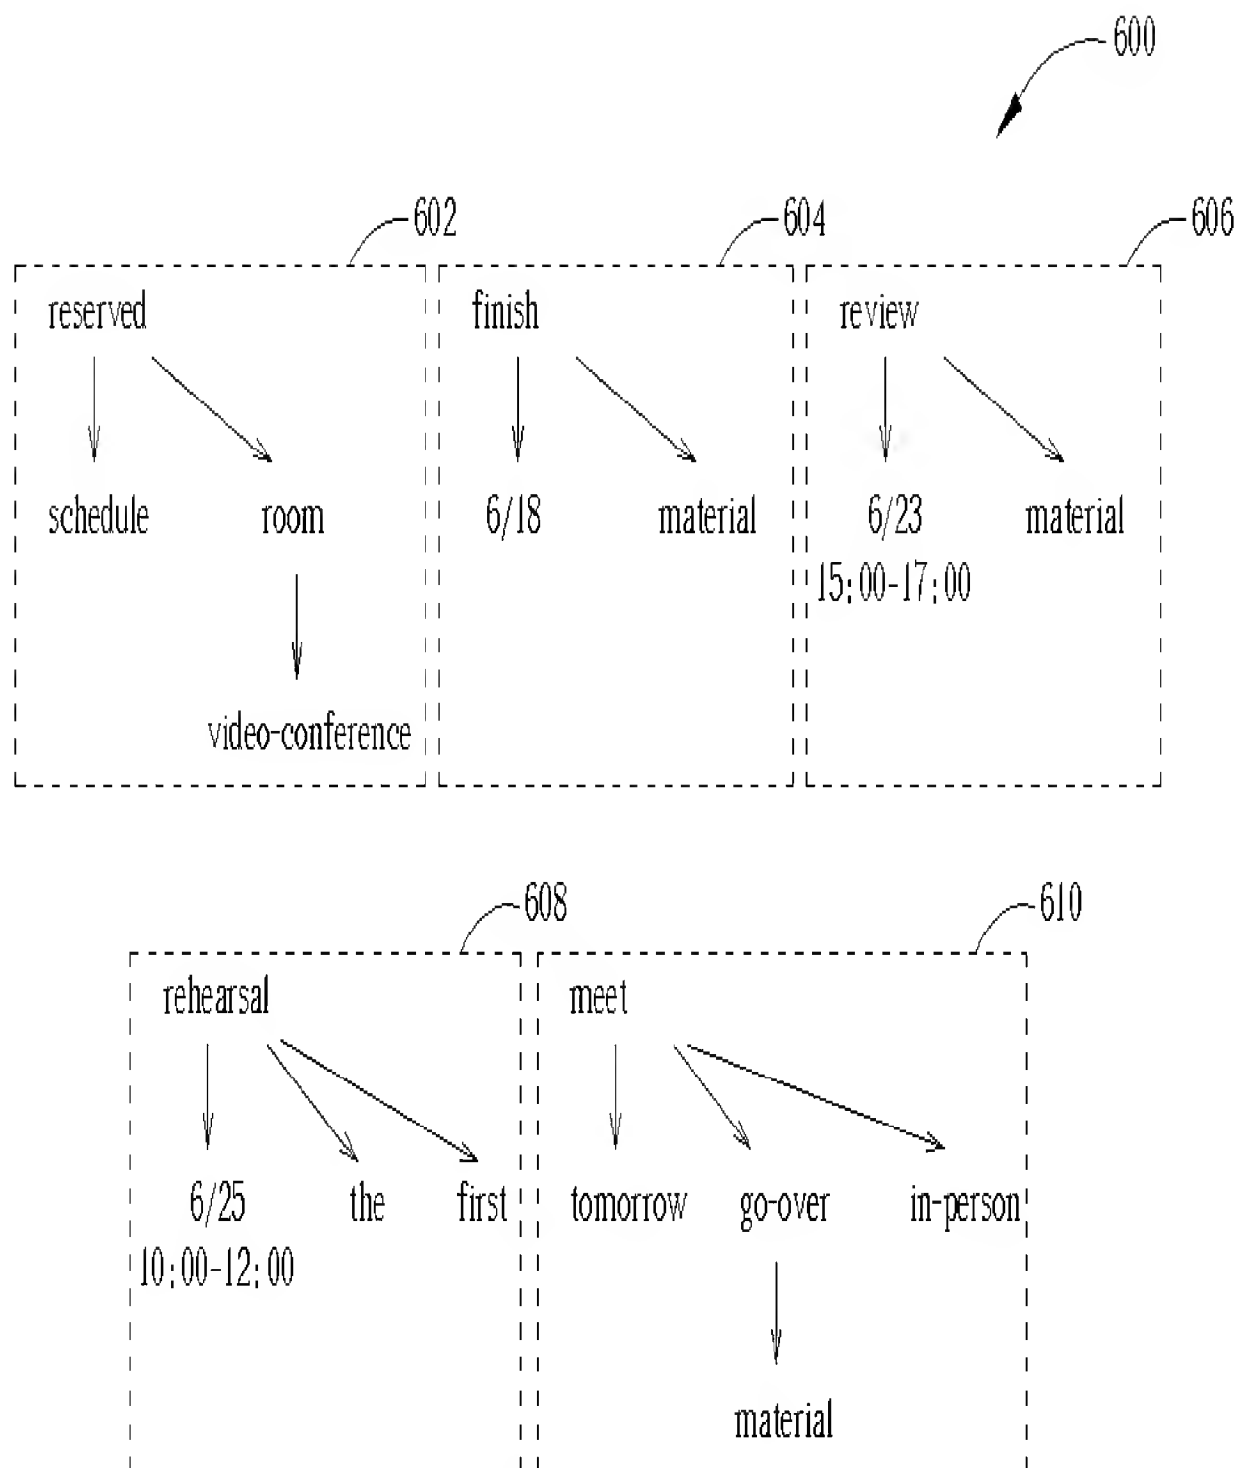 600
602
604
606
reserved
finish
review
schedule
room
6/18
material
6/23
material
15:00-17:00
video-conference
608
610
rehearsal
meet
6/25
the
first
tomorrow
go-over
in-person
10:00-12:00
material